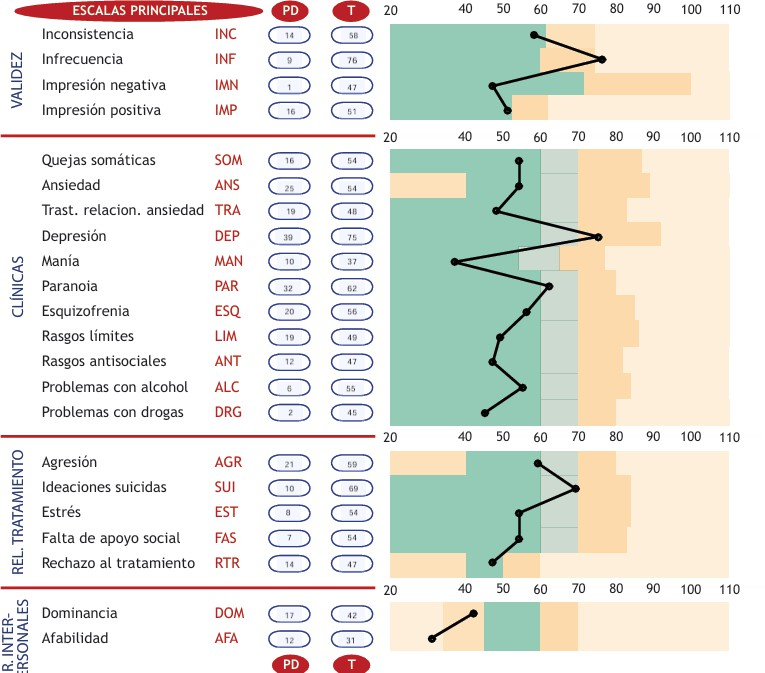 ESCALAS PRINCIPALES PD T 20 40 50 60 70 80 90 100 110
VALIDEZ
Inconsistencia INC 14 58
Infrecuencia INF 9 76
Impresión negativa IMN 1 47
Impresión positiva IMP 16 51
20 40 50 60 70 80 90 100 110
CLÍNICAS
Quejas somáticas SOM 16 54
Ansiedad ANS 25 54
Trast. relacion. ansiedad TRA 19 48
Depresión DEP 39 75
Manía MAN 10 37
Paranoia PAR 32 62
Esquizofrenia ESQ 20 56
Rasgos límites LIM 19 49
Rasgos antisociales ANT 12 47
Problemas con alcohol ALC 6 55
Problemas con drogas DRG 2 45
20 40 50 60 70 80 90 100 110
REL. TRATAMIENTO
Agresión AGR 21 59
Ideaciones suicidas SUI 10 69
Estrés EST 8 54
Falta de apoyo social FAS 7 54
Rechazo al tratamiento RTR 14 47
20 40 50 60 70 80 90 100 110
R. INTER-
ERSONALES
Dominancia DOM 17 42
Afabilidad AFA 12 31
PD T